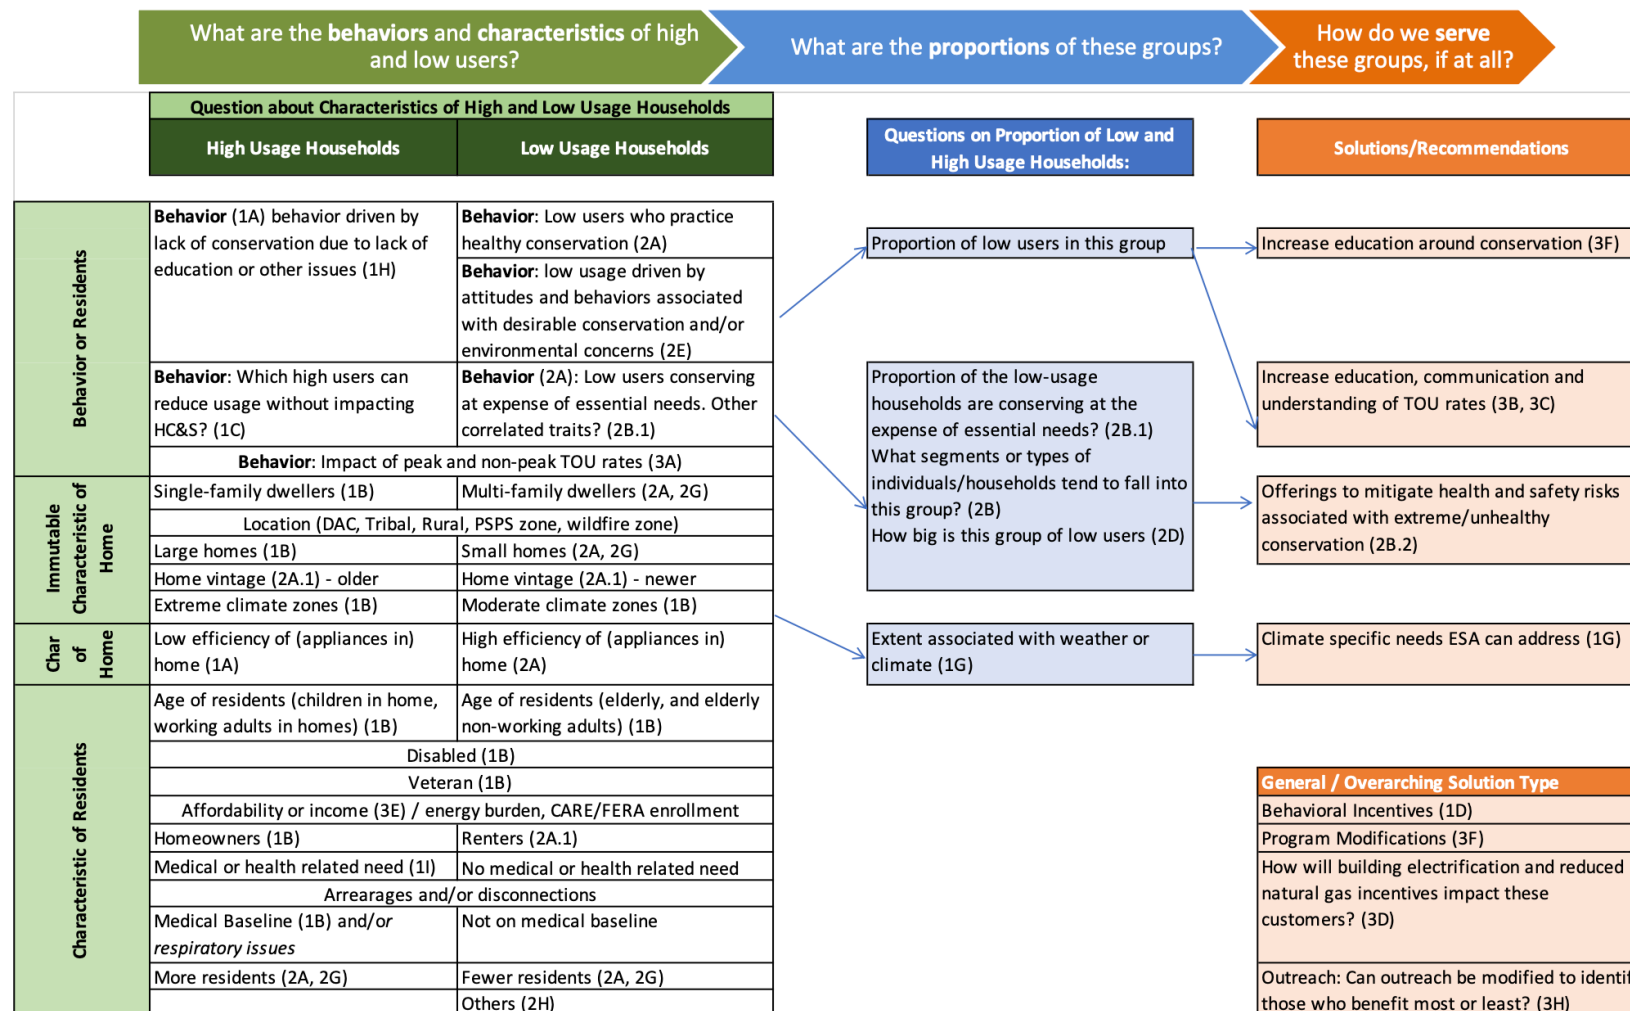 What are the behaviors and characteristics of high
and low users?
What are the proportions of these groups?
How do we serve
these groups, if at all?
Question about Characteristics of High and Low Usage Households
High Usage Households
Low Usage Households
Questions on Proportion of Low and
High Usage Households:
Solutions/Recommendations
Behavior or Residents
Behavior (1A) behavior driven by
lack of conservation due to lack of
education or other issues (1H)
Behavior: Low users who practice
healthy conservation (2A)
Behavior: low usage driven by
attitudes and behaviors associated
with desirable conservation and/or
environmental concerns (2E)
Proportion of low users in this group
Increase education around conservation (3F)
Behavior: Which high users can
reduce usage without impacting
HC&S? (1C)
Behavior (2A): Low users conserving
at expense of essential needs. Other
correlated traits? (2B.1)
Behavior: Impact of peak and non-peak TOU rates (3A)
Proportion of the low-usage
households are conserving at the
expense of essential needs? (2B.1)
What segments or types of
individuals/households tend to fall into
this group? (2B)
How big is this group of low users (2D)
Increase education, communication and
understanding of TOU rates (3B, 3C)
Offerings to mitigate health and safety risks
associated with extreme/unhealthy
conservation (2B.2)
Immutable
Characteristic of
Home
Single-family dwellers (1B)
Multi-family dwellers (2A, 2G)
Location (DAC, Tribal, Rural, PSPS zone, wildfire zone)
Large homes (1B)
Small homes (2A, 2G)
Home vintage (2A.1) - older
Home vintage (2A.1) - newer
Extreme climate zones (1B)
Moderate climate zones (1B)
Char
of
Home
Low efficiency of (appliances in)
home (1A)
High efficiency of (appliances in)
home (2A)
Extent associated with weather or
climate (1G)
Climate specific needs ESA can address (1G)
Characteristic of Residents
Age of residents (children in home,
working adults in homes) (1B)
Age of residents (elderly, and elderly
non-working adults) (1B)
Disabled (1B)
Veteran (1B)
Affordability or income (3E) / energy burden, CARE/FERA enrollment
Homeowners (1B)
Renters (2A.1)
Medical or health related need (1I)
No medical or health related need
Arrearages and/or disconnections
Medical Baseline (1B) and/or
respiratory issues
Not on medical baseline
More residents (2A, 2G)
Fewer residents (2A, 2G)
Others (2H)
General / Overarching Solution Type
Behavioral Incentives (1D)
Program Modifications (3F)
How will building electrification and reduced
natural gas incentives impact these
customers? (3D)
Outreach: Can outreach be modified to identif
those who benefit most or least? (3H)